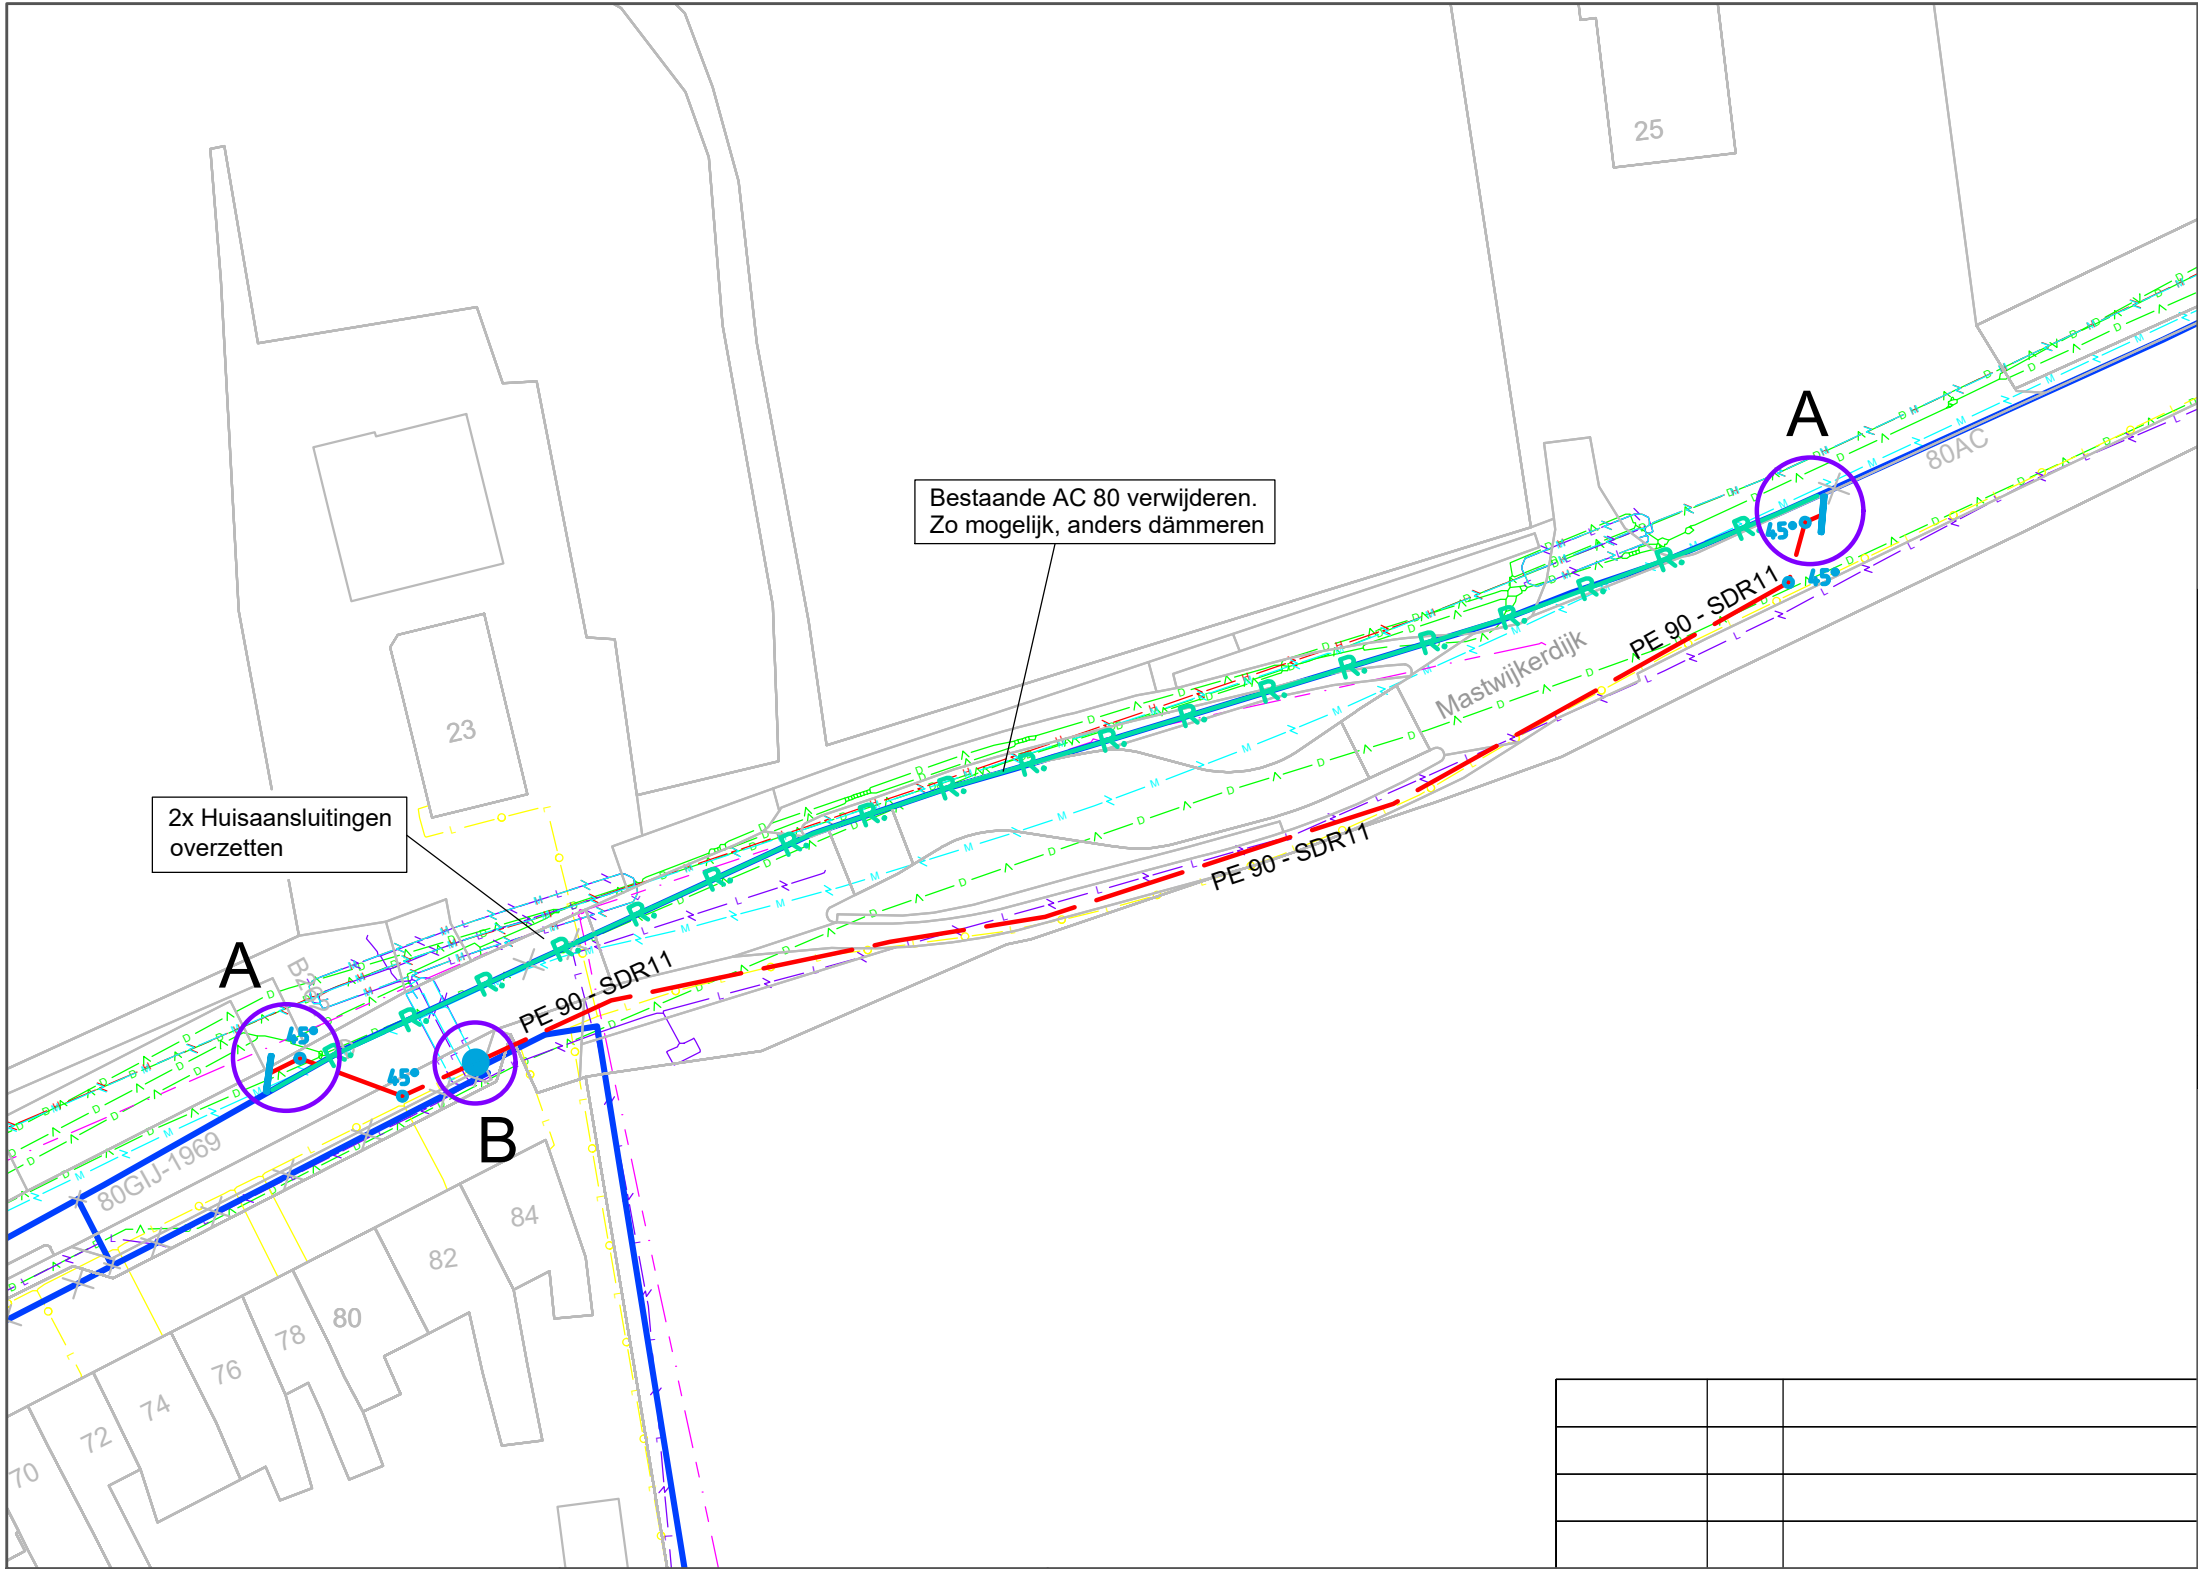 25
A
80AC
Bestaande AC 80 verwijderen.
Zo mogelijk, anders dämmeren
45°
45°
PE 90 - SDR11
Mastwijkerdijk
23
2x Huisaansluitingen
overzetten
PE 90 - SDR11
A
PE 90 - SDR11
45°
45°
B
80GIJ-1969
84
82
80
78
76
74
72
70
R. R. R. R. R. R. R. R. R. R. R. R. R. R. R. R. R. R. R.